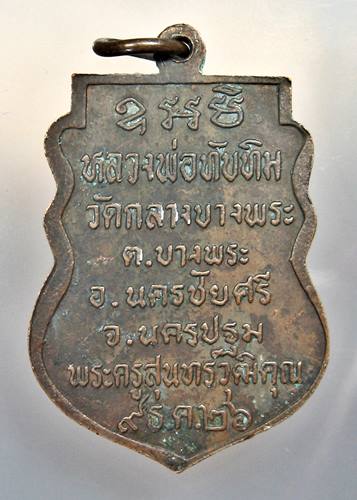 หลวงพ่อทับทิม
วัดกลางบางพระ
ต.บางพระ
อ.นครชัยศรี
จ.นครปฐม
พระครูสุนทรวุฒิคุณ
๙ ธ.ค.๒๖